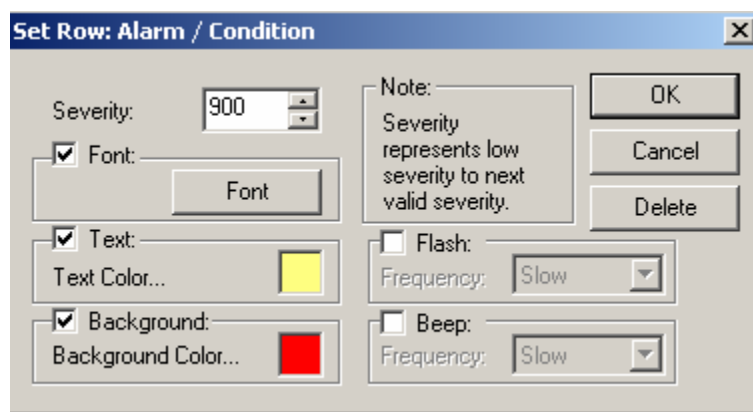 Set Row: Alarm / Condition
Severity:
900
Font:
Font
Text:
Text Color...
Background:
Background Color...
Note:
Severity
represents low
severity to next
valid severity.
Flash:
Frequency:
Slow
Beep:
Frequency:
Slow
OK
Cancel
Delete